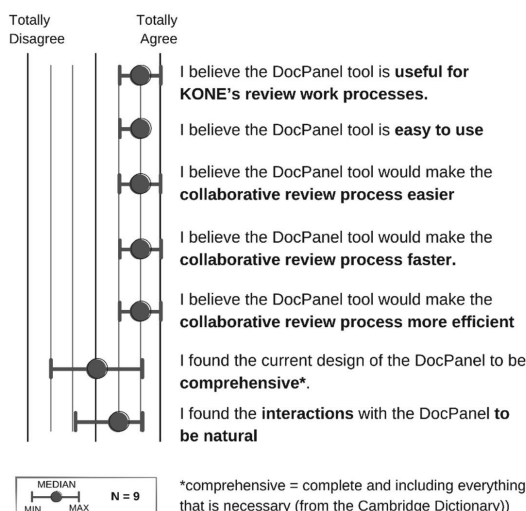 Totally Disagree
Totally Agree
I believe the DocPanel tool is useful for
KONE's review work processes.
I believe the DocPanel tool is easy to use
I believe the DocPanel tool would make the
collaborative review process easier
I believe the DocPanel tool would make the
collaborative review process faster.
I believe the DocPanel tool would make the
collaborative review process more efficient
I found the current design of the DocPanel to be
comprehensive*.
I found the interactions with the DocPanel to
be natural
MEDIAN
MIN
MAX
N = 9
*comprehensive = complete and including everything
that is necessary (from the Cambridge Dictionary))